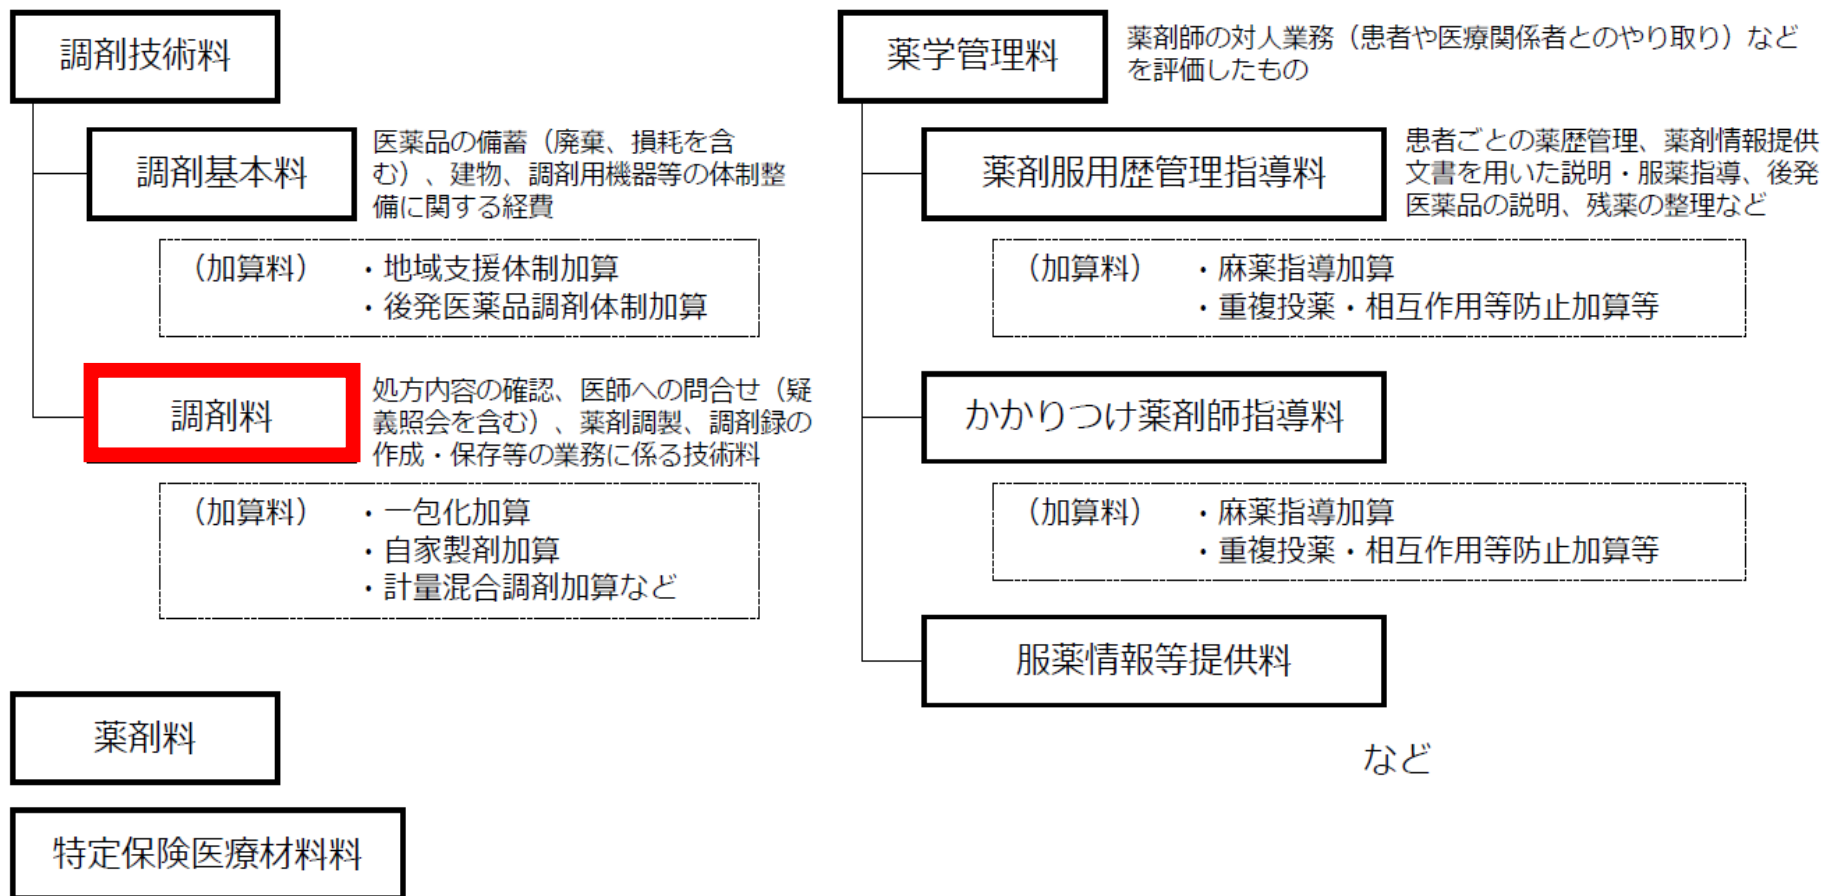 調剤技術料
調剤基本料
医薬品の備蓄（廃棄、損耗を含
む）、建物、調剤用機器等の体制整
備に関する経費
（加算料）　・地域支援体制加算
・後発医薬品調剤体制加算
調剤料
処方内容の確認、医師への問合せ（疑
義照会を含む）、薬剤調製、調剤録の
作成・保存等の業務に係る技術料
（加算料）　・一包化加算
・自家製剤加算
・計量混合調剤加算など
薬剤料
特定保険医療材料料
薬学管理料
薬剤師の対人業務（患者や医療関係者とのやり取り）など
を評価したもの
薬剤服用歴管理指導料
患者ごとの薬歴管理、薬剤情報提供
文書を用いた説明・服薬指導、後発
医薬品の説明、残薬の整理など
（加算料）　・麻薬指導加算
・重複投薬・相互作用等防止加算等
かかりつけ薬剤師指導料
（加算料）　・麻薬指導加算
・重複投薬・相互作用等防止加算等
服薬情報等提供料
など